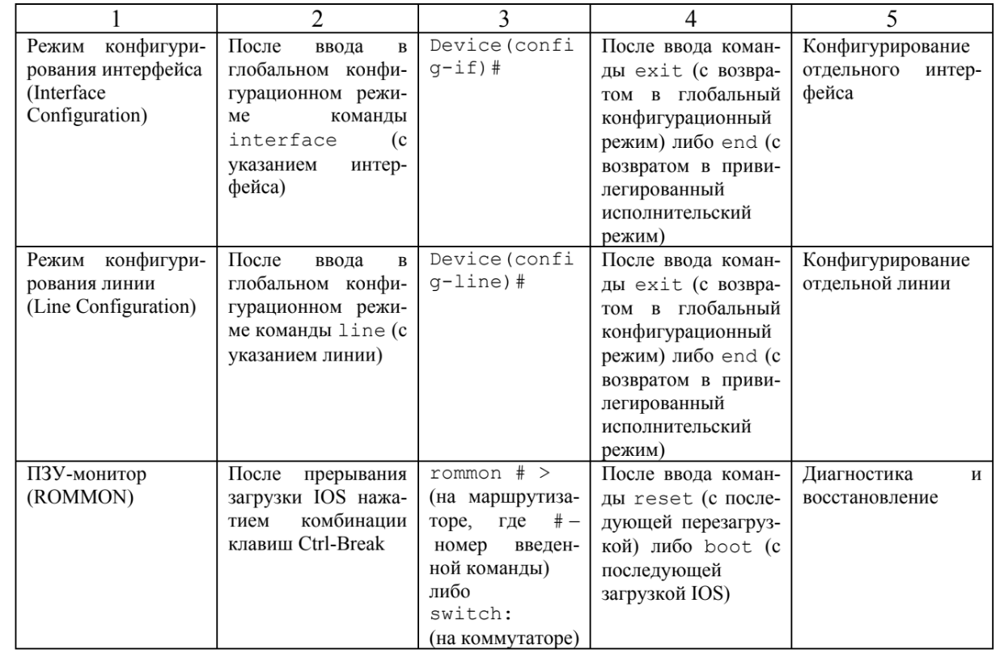 1
2
3
4
5
Режим конфигури-
рования интерфейса
(Interface
Configuration)
После ввода в
глобальном конфи-
гурационном режи-
ме команды
interface (с
указанием интер-
фейса)
Device(confi
g-if)#
После ввода коман-
ды exit (с возвра-
том в глобальный
конфигурационный
режим) либо end (с
возвратом в приви-
легированный
исполнительский
режим)
Конфигурирование
отдельного интер-
фейса
Режим конфигури-
рования линии
(Line Configuration)
После ввода в
глобальном конфи-
гурационном режи-
ме команды line (с
указанием линии)
Device(confi
g-line)#
После ввода коман-
ды exit (с возвра-
том в глобальный
конфигурационный
режим) либо end (с
возвратом в приви-
легированный
исполнительский
режим)
Конфигурирование
отдельной линии
ПЗУ-монитор
(ROMMON)
После прерывания
загрузки IOS нажа-
тием комбинации
клавиш Ctrl-Break
rommon # >
(на маршрутиза-
торе, где # –
номер введен-
ной команды)
либо
switch:
(на коммутаторе)
После ввода коман-
ды reset (с после-
дующей перезагруз-
кой) либо boot (с
последующей
загрузкой IOS)
Диагностика и
восстановление